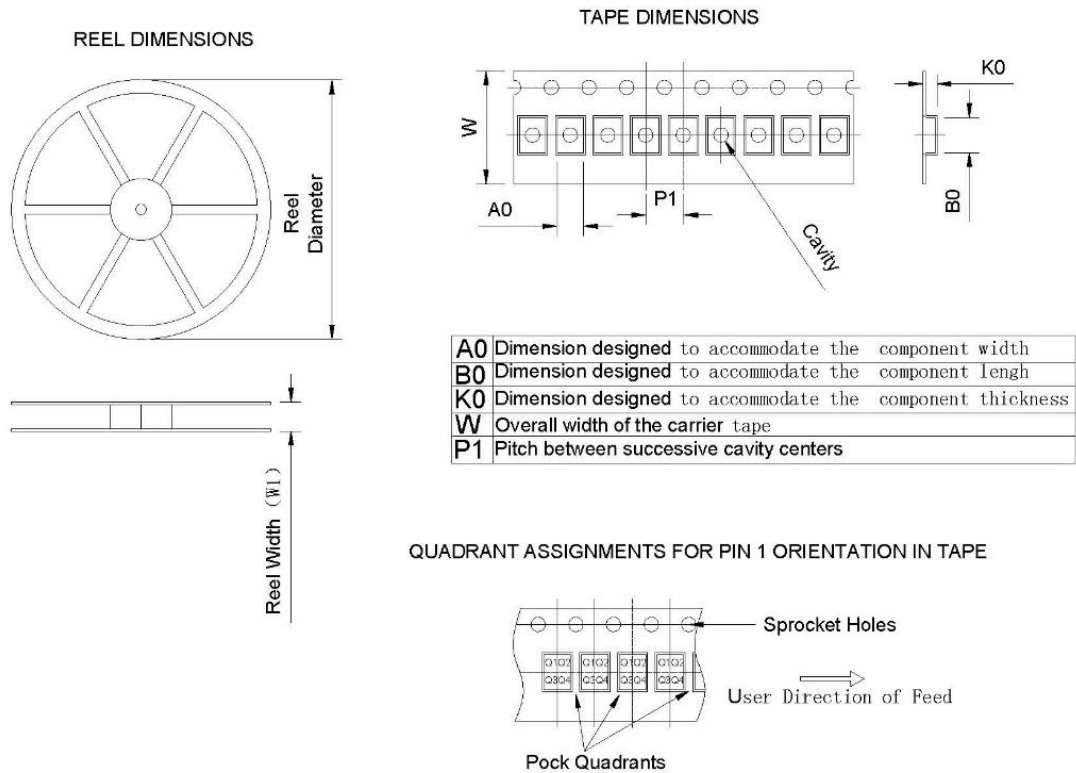 REEL DIMENSIONS
Reel
Diameter
Reel Width (W1)
TAPE DIMENSIONS
W
A0
P1
Cavity
K0
B0
A0 Dimension designed to accommodate the component width
B0 Dimension designed to accommodate the component lengh
K0 Dimension designed to accommodate the component thickness
W Overall width of the carrier tape
P1 Pitch between successive cavity centers
QUADRANT ASSIGNMENTS FOR PIN 1 ORIENTATION IN TAPE
Sprocket Holes
Q1Q2 Q1Q2 Q1Q2 Q1Q2
Q3Q4 Q3Q4 Q3Q4 Q3Q4
User Direction of Feed
Pock Quadrants